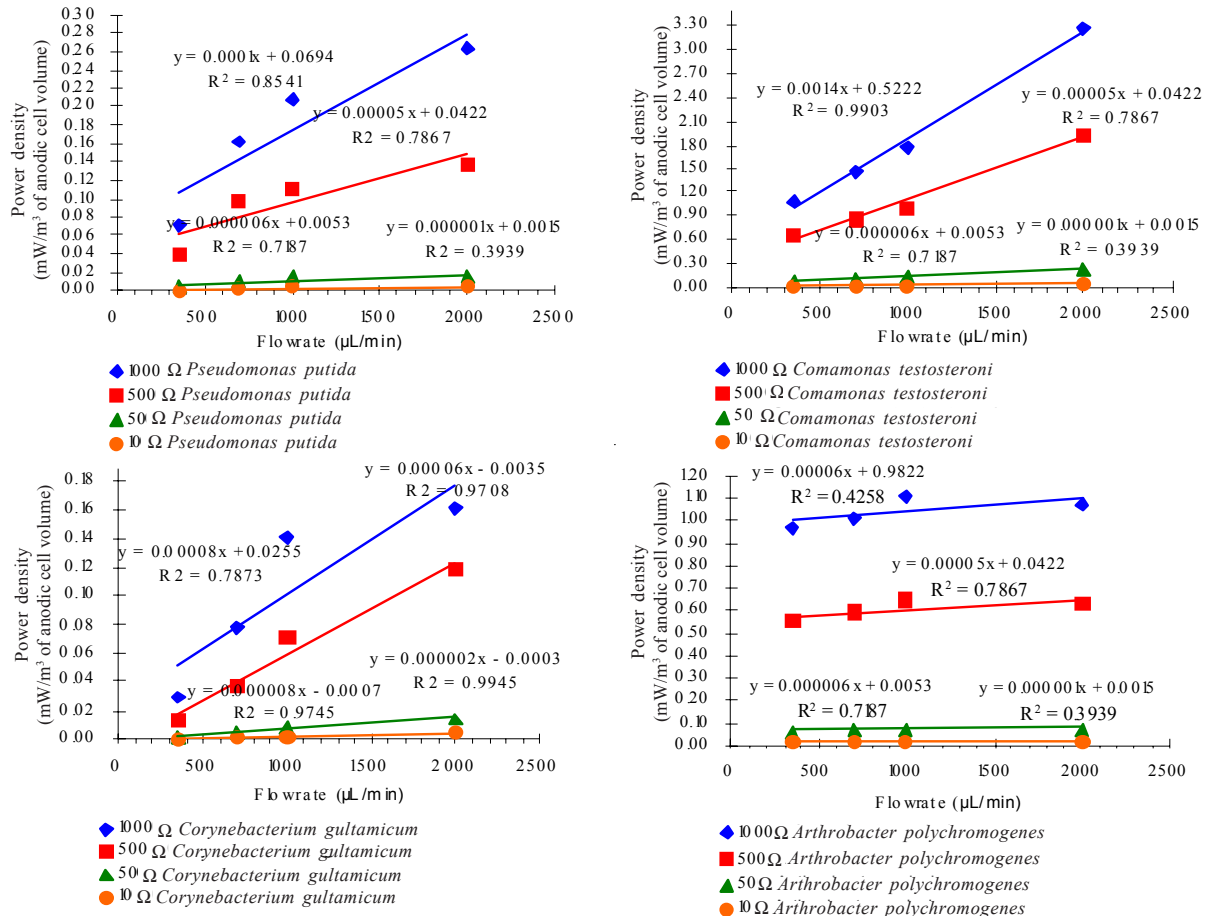 Power density
(mW/m³ of anodic cell volume)
0.30
0.28
0.26
0.24
0.22
0.20
0.18
0.16
0.14
0.12
0.10
0.08
0.06
0.04
0.02
0.00
y = 0.0001x + 0.0694
R² = 0.8541
y = 0.00005x + 0.0422
R2 = 0.7867
y = 0.000006x + 0.0053
R2 = 0.7187
y = 0.000001x + 0.0015
R2 = 0.3939
500 1000 1500 2000 2500
Flowrate (µL/min)
1000 Ω Pseudomonas putida
500 Ω Pseudomonas putida
50 Ω Pseudomonas putida
10 Ω Pseudomonas putida
Power density
(mW/m³ of anodic cell volume)
3.30
2.70
2.10
1.80
1.50
0.90
0.60
0.30
0.00
y = 0.0014x + 0.5222
R² = 0.9903
y = 0.00005x + 0.0422
R² = 0.7867
y = 0.000006x + 0.0053
R2 = 0.7187
y = 0.000001x + 0.0015
R2 = 0.3939
0 500 1000 1500 2000 2500
Flowrate (µL/min)
1000 Ω Comamonas testosteroni
500 Ω Comamonas testosteroni
50 Ω Comamonas testosteroni
10 Ω Comamonas testosteroni
Power density
(mW/m³ of anodic cell volume)
0.18
0.16
0.14
0.12
0.10
0.08
0.06
0.04
0.02
0.00
y = 0.00006x - 0.0035
R2 = 0.9708
y = 0.00008x + 0.0255
R2 = 0.7873
y = 0.000002x - 0.0003
R2 = 0.9945
y = 0.000008x - 0.0007
R2 = 0.9745
0 500 1000 1500 2000 2500
Flowrate (µL/min)
1000 Ω Corynebacterium gultamicum
500 Ω Corynebacterium gultamicum
50 Ω Corynebacterium gultamicum
10 Ω Corynebacterium gultamicum
Power density
(mW/m³ of anodic cell volume)
1.20
1.10
1.00
0.90
0.70
0.60
0.50
0.40
0.20
0.10
0.00
y = 0.00006x + 0.9822
R² = 0.4258
y = 0.00005x + 0.0422
R² = 0.7867
y = 0.000006x + 0.0053
R² = 0.7187
y = 0.000001x + 0.0015
R² = 0.3939
0 500 1000 1500 2000 2500
Flowrate (µL/min)
1000 Ω Arthrobacter polychromogenes
500 Ω Arthrobacter polychromogenes
50 Ω Arthrobacter polychromogenes
10 Ω Arthrobacter polychromogenes